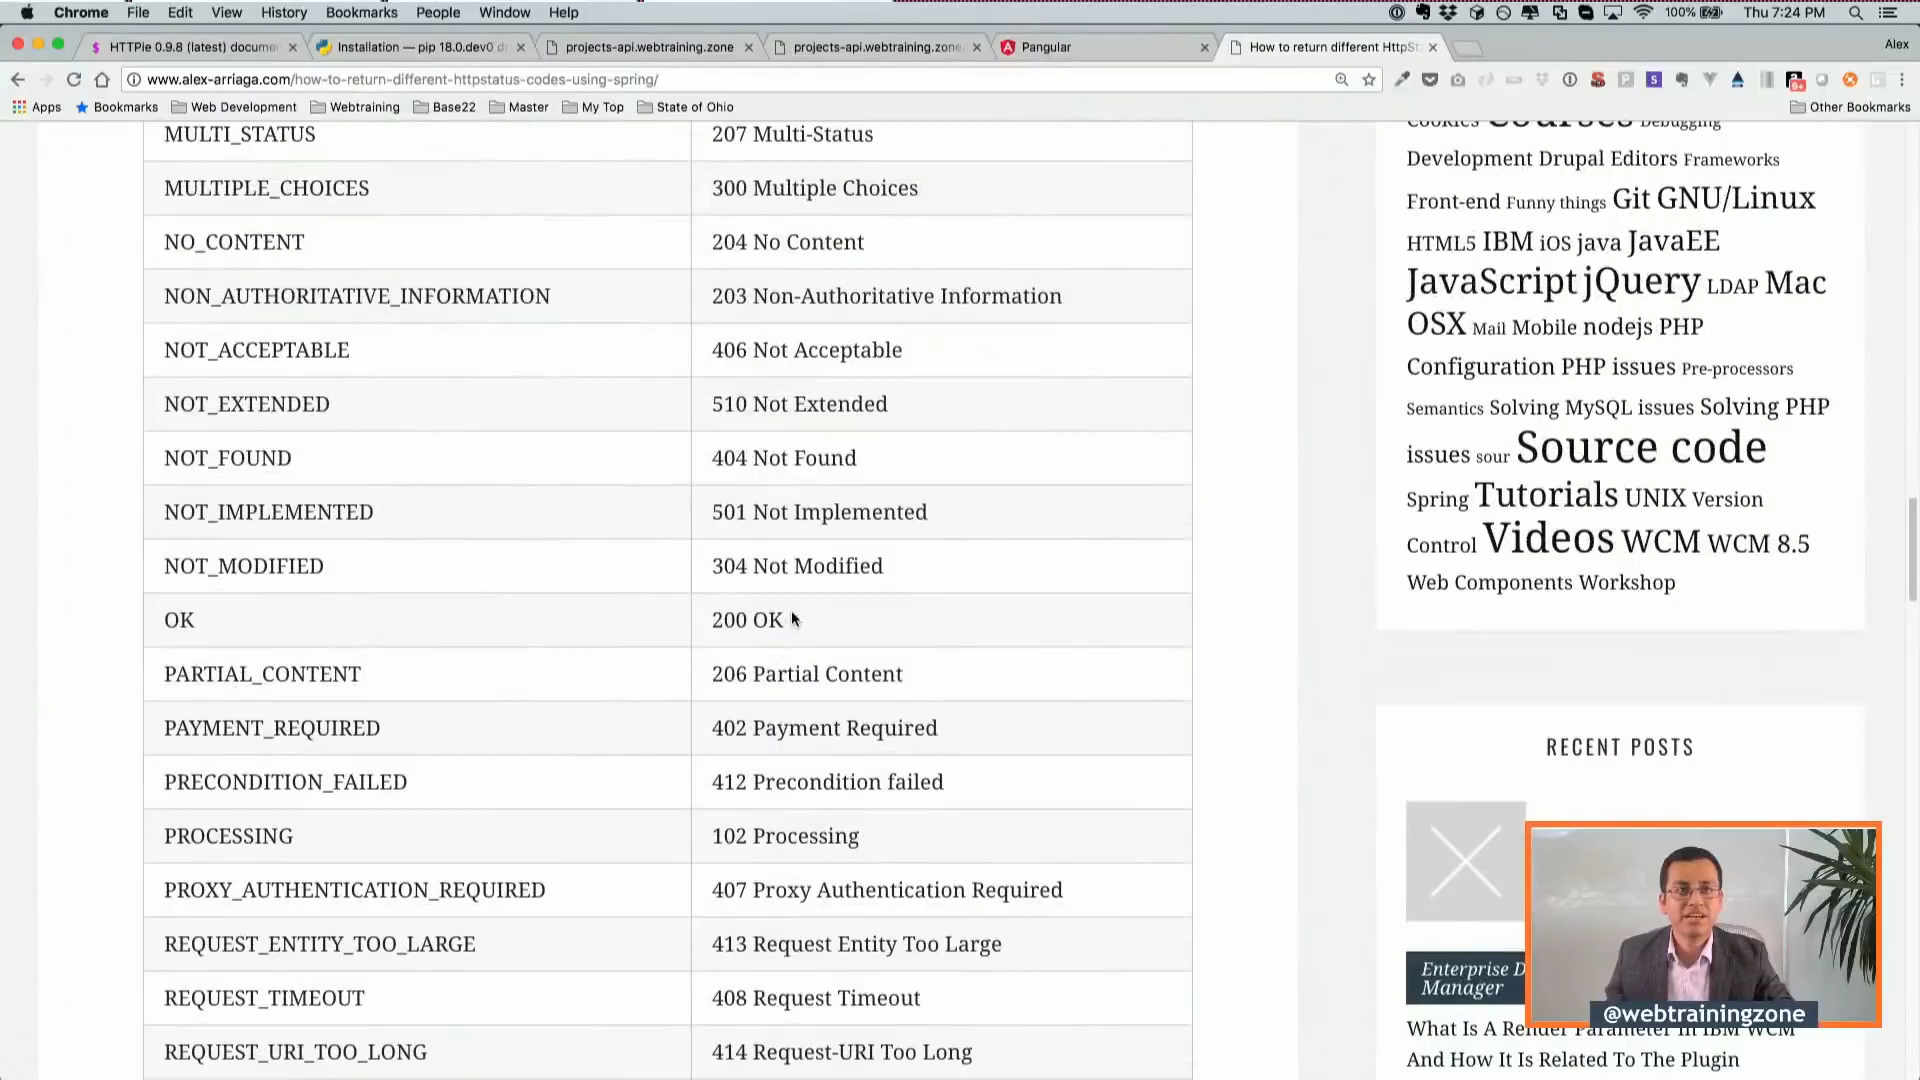 Chrome File Edit View History Bookmarks People Window Help 100% Thu 7:24 PM
HTTPie 0.9.8 (latest) docume
Installation — pip 18.0.dev0 d
projects-api.webtraining.zone
projects-api.webtraining.zone
Pangular
How to return different HttpSt
Alex
www.alex-arriaga.com/how-to-return-different-httpstatus-codes-using-spring/
Apps Bookmarks Web Development Webtraining Base22 Master My Top State of Ohio Other Bookmarks
MULTI_STATUS 207 Multi-Status
MULTIPLE_CHOICES 300 Multiple Choices
NO_CONTENT 204 No Content
NON_AUTHORITATIVE_INFORMATION 203 Non-Authoritative Information
NOT_ACCEPTABLE 406 Not Acceptable
NOT_EXTENDED 510 Not Extended
NOT_FOUND 404 Not Found
NOT_IMPLEMENTED 501 Not Implemented
NOT_MODIFIED 304 Not Modified
OK 200 OK
PARTIAL_CONTENT 206 Partial Content
PAYMENT_REQUIRED 402 Payment Required
PRECONDITION_FAILED 412 Precondition failed
PROCESSING 102 Processing
PROXY_AUTHENTICATION_REQUIRED 407 Proxy Authentication Required
REQUEST_ENTITY_TOO_LARGE 413 Request Entity Too Large
REQUEST_TIMEOUT 408 Request Timeout
REQUEST_URI_TOO_LONG 414 Request-URI Too Long
Cookies Courses Debugging
Development Drupal Editors Frameworks
Front-end Funny things Git GNU/Linux
HTML5 IBM iOS java JavaEE
JavaScript jQuery LDAP Mac
OSX Mail Mobile nodejs PHP
Configuration PHP issues Pre-processors
Semantics Solving MySQL issues Solving PHP
issues sour Source code
Spring Tutorials UNIX Version
Control Videos WCM WCM 8.5
Web Components Workshop
RECENT POSTS
Enterprise D
Manager
@webtrainingzone
What Is A Render Parameter In IBM WCM
And How It Is Related To The Plugin